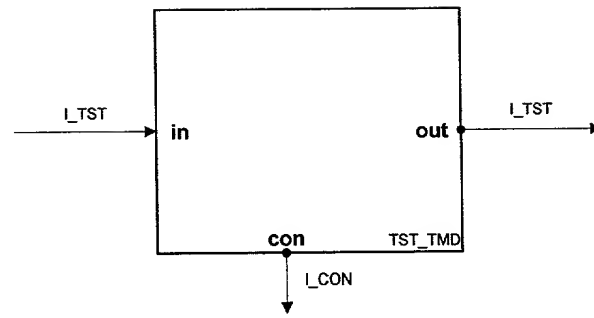 I_TST
I_TST
in
out
con
TST_TMD
I_CON